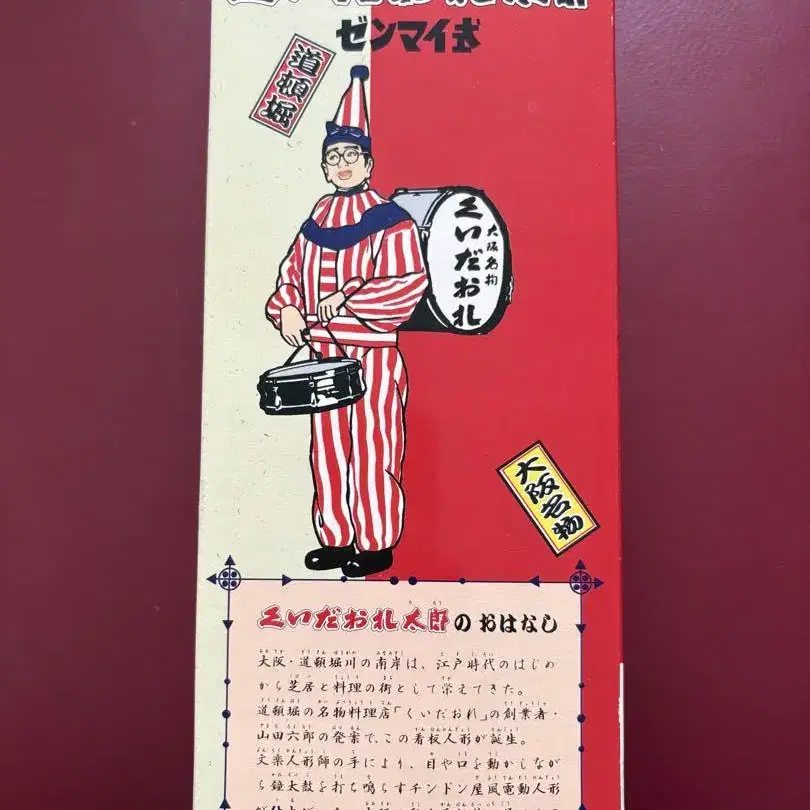 ゼンマイ式
道頓堀
大阪名物
くいだおれ
大阪名物
くいだおれ太郎のおはなし
大阪・道頓堀川の南岸は、江戸時代のはじめ
から芝居と料理の街として栄えてきた。
道頓堀の名物料理店「くいだおれ」の創業者・
山田六郎の発案で、この看板人形が誕生。
文楽人形師の手により、目や口を動かしなが
ら鐘太鼓を打ち鳴らすチンドン屋風電動人形